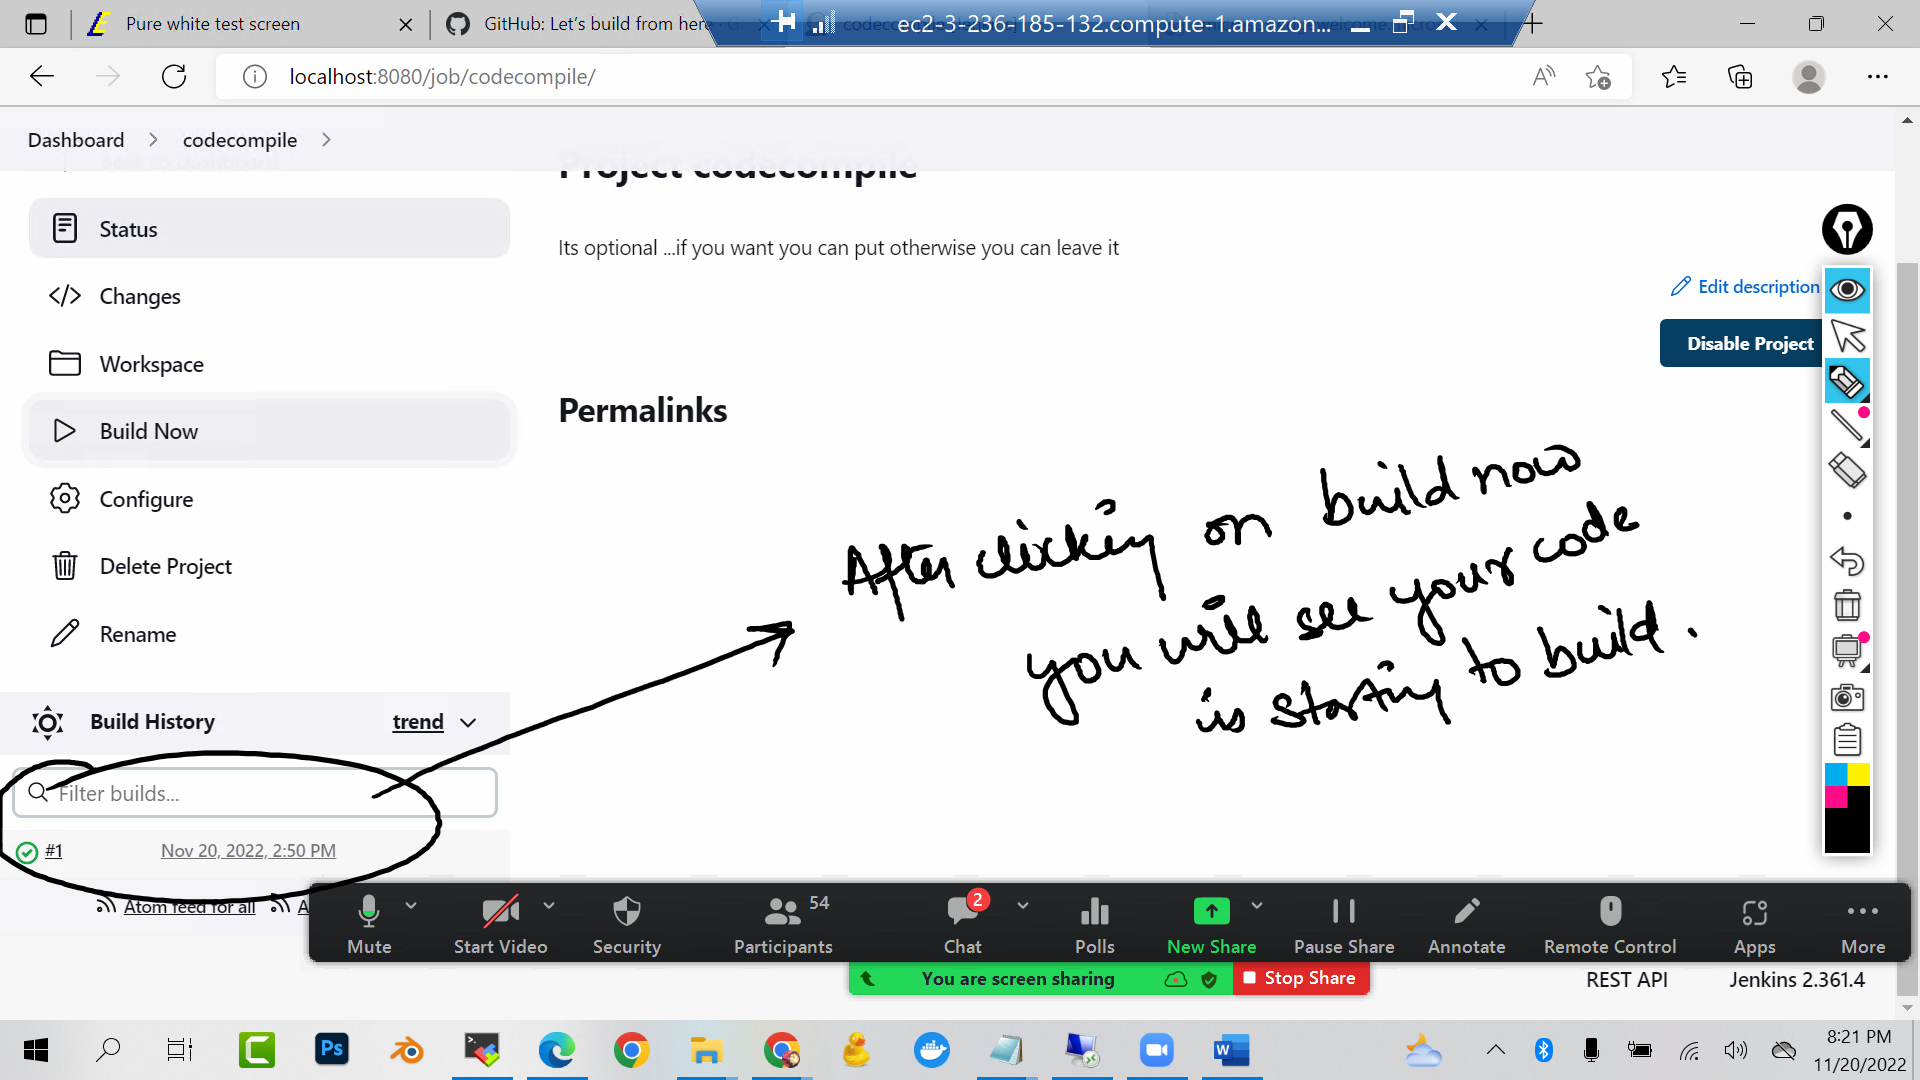 Pure white test screen
GitHub: Let's build from here · G
ec2-3-236-185-132.compute-1.amazon...
localhost:8080/job/codecompile/
Dashboard > codecompile >
Project codecompile
Status
Its optional ...if you want you can put otherwise you can leave it
Changes
Edit description
Disable Project
Workspace
Permalinks
Build Now
Configure
Delete Project
Rename
After clicking on build now
you will see your code
is starting to build.
Build History
trend
Filter builds...
#1
Nov 20, 2022, 2:50 PM
Atom feed for all
A
54
2
Mute
Start Video
Security
Participants
Chat
Polls
New Share
Pause Share
Annotate
Remote Control
Apps
More
You are screen sharing
Stop Share
REST API
Jenkins 2.361.4
Ps
W
8:21 PM
11/20/2022